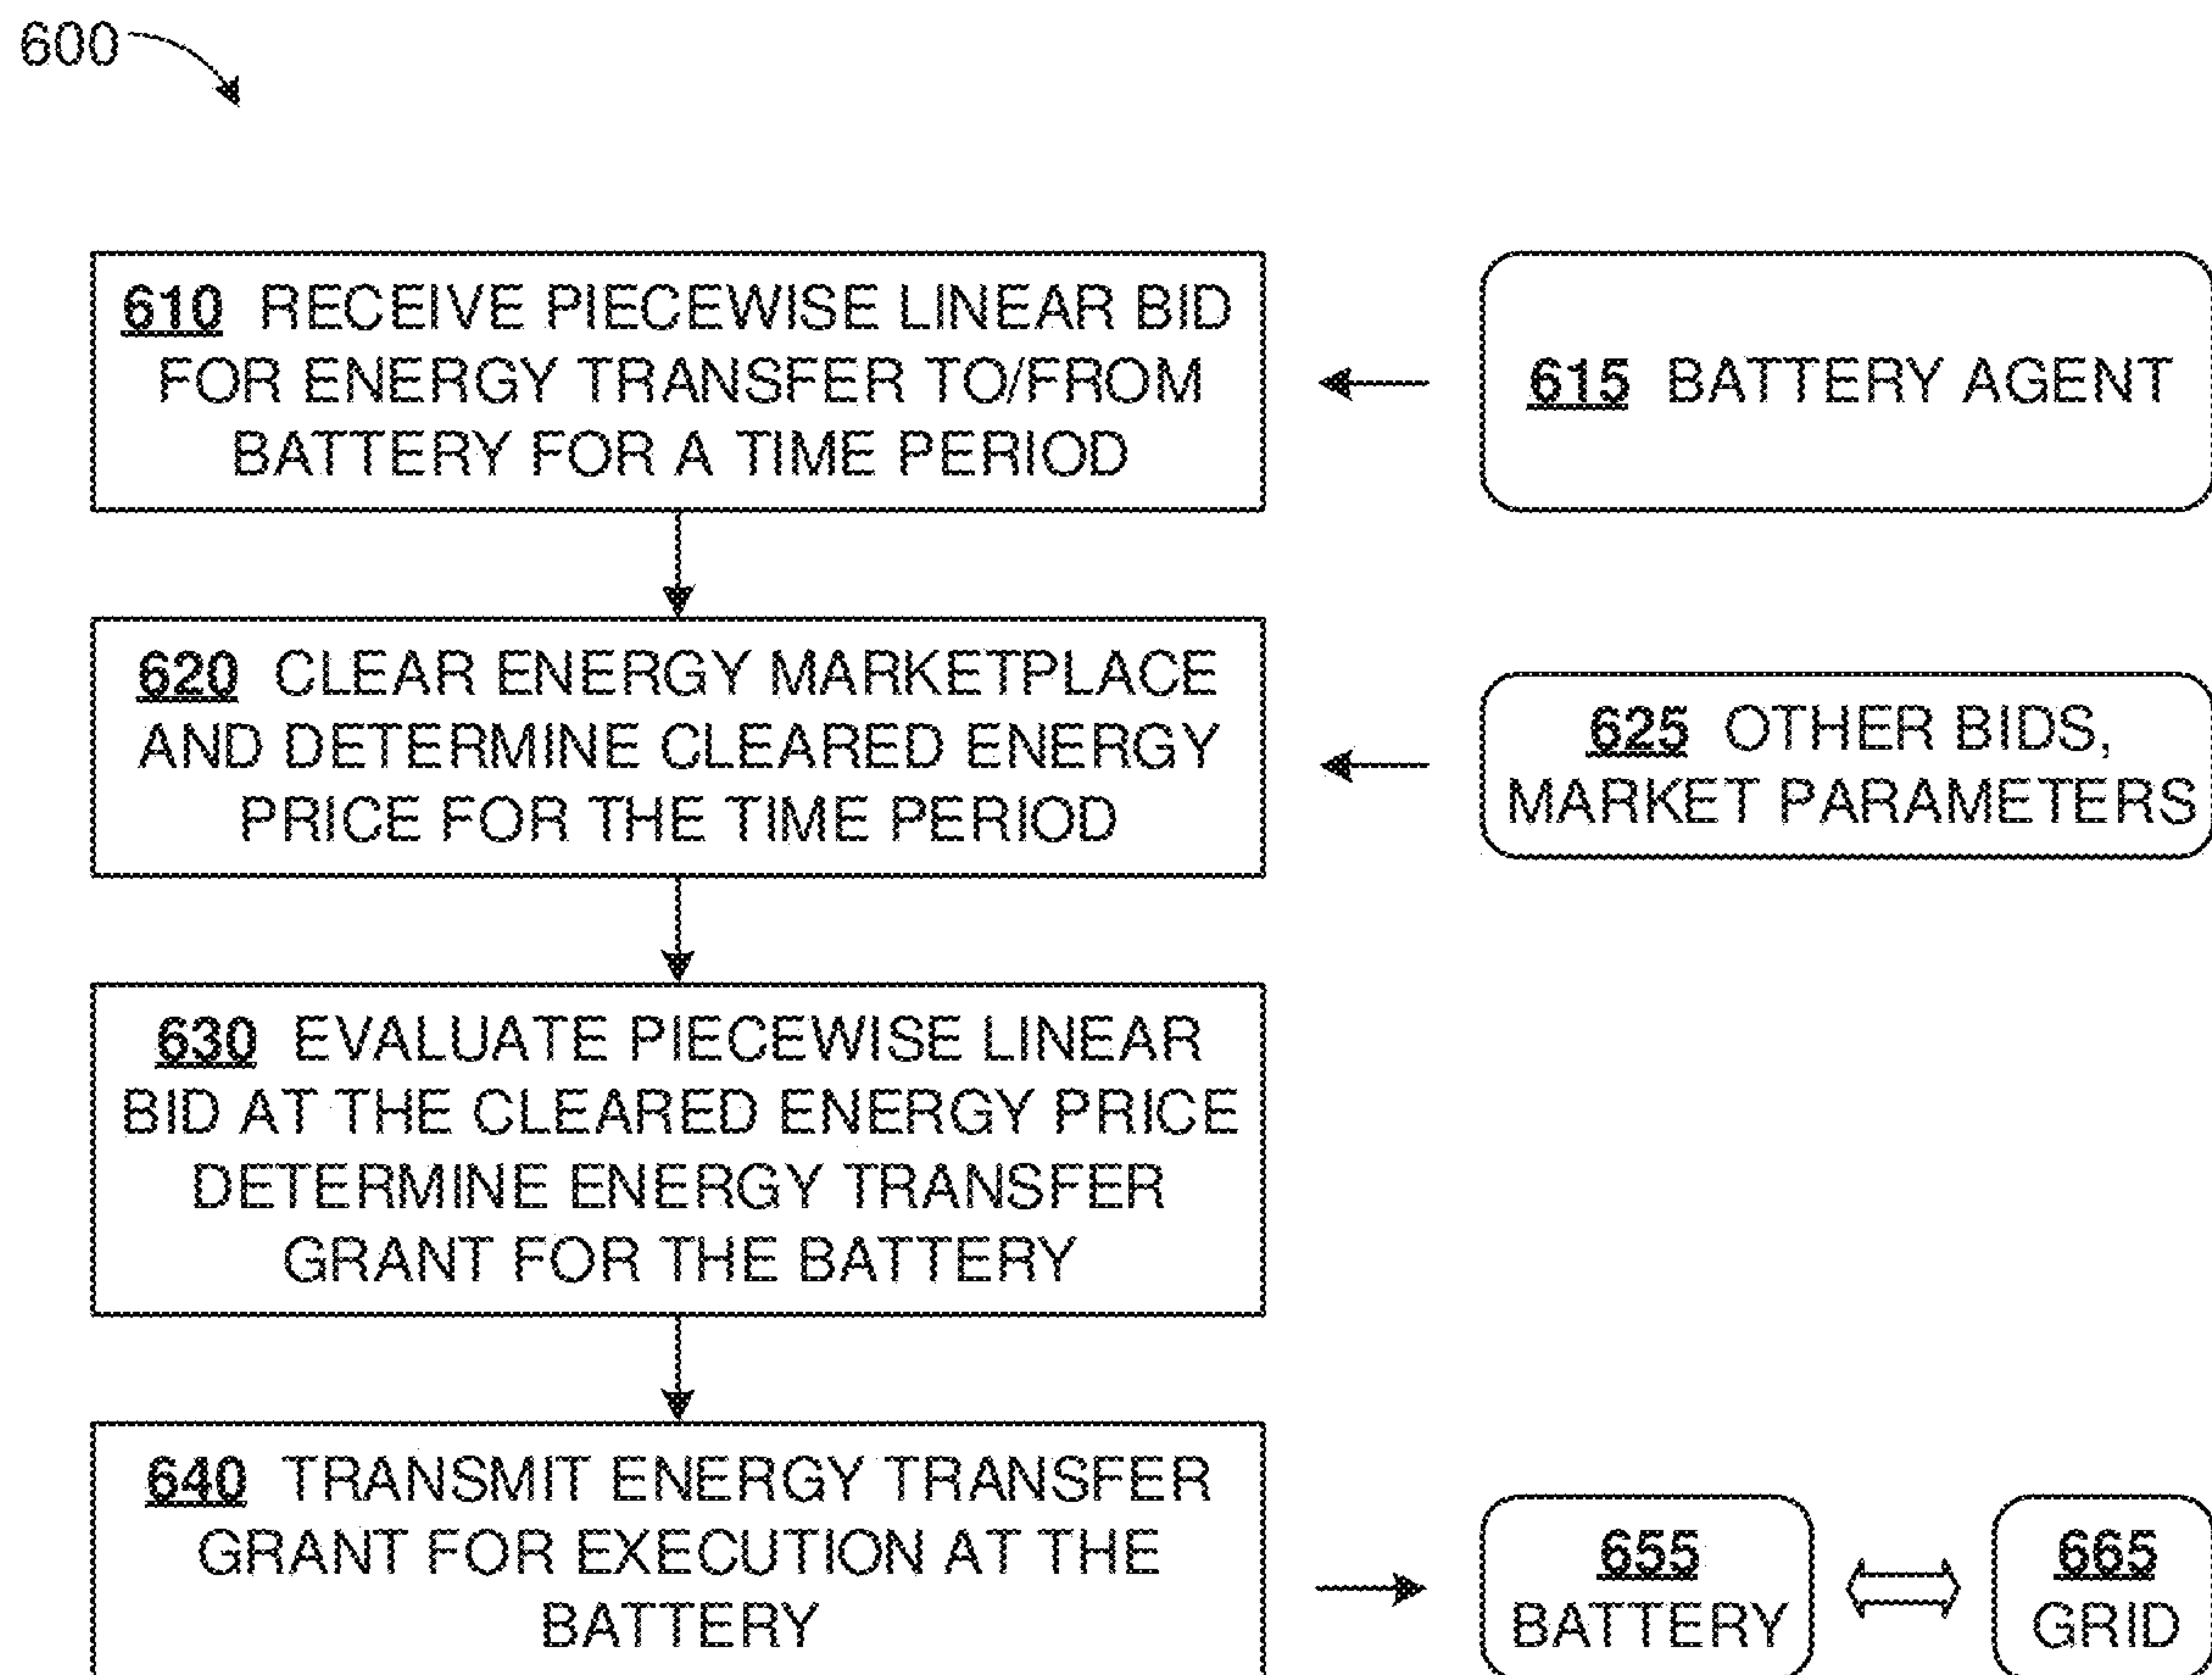 600
610 RECEIVE PIECEWISE LINEAR BID
FOR ENERGY TRANSFER TO/FROM
BATTERY FOR A TIME PERIOD
615 BATTERY AGENT
620 CLEAR ENERGY MARKETPLACE
AND DETERMINE CLEARED ENERGY
PRICE FOR THE TIME PERIOD
625 OTHER BIDS,
MARKET PARAMETERS
630 EVALUATE PIECEWISE LINEAR
BID AT THE CLEARED ENERGY PRICE
DETERMINE ENERGY TRANSFER
GRANT FOR THE BATTERY
640 TRANSMIT ENERGY TRANSFER
GRANT FOR EXECUTION AT THE
BATTERY
655
BATTERY
665
GRID